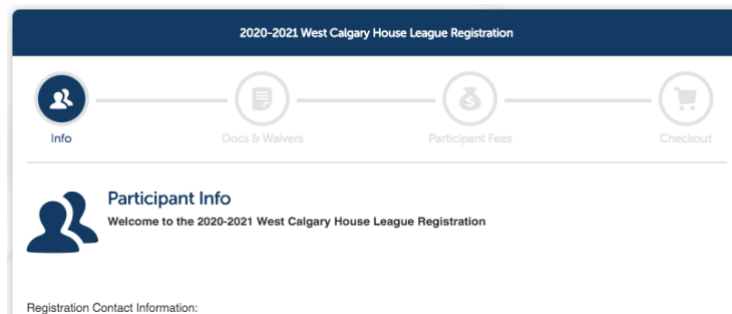 2020-2021 West Calgary House League Registration
Info
Docs & Waivers
Participant Fees
Checkout
Participant Info
Welcome to the 2020-2021 West Calgary House League Registration
Registration Contact Information: